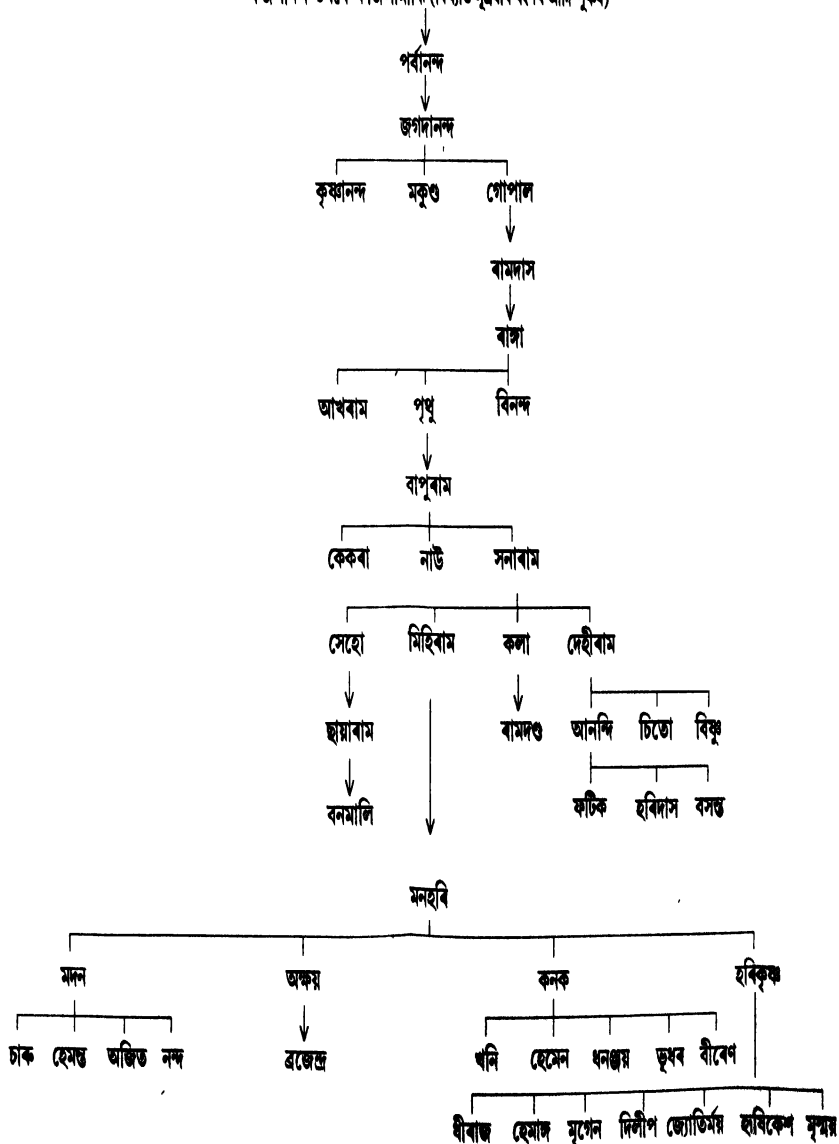 পৰ্বানন্দ
জগদানন্দ
কৃষ্ণানন্দ মকুণ্ড গোপাল
ৰামদাস
ৰাঙ্গা
আখৰাম পৃথু বিনন্দ
বাপুৰাম
কেকৰা নাউ সনাৰাম
সেহো মিহিৰাম কলা দেহীৰাম
ছায়াৰাম ৰামদণ্ড আনন্দি চিতো বিষ্ণু
বনমালি ফটিক হৰিদাস বসন্ত
মনহৰি
মদন অক্ষয় কনক হৰিকৃষ্ণ
চাৰু হেমন্ত অজিত নন্দ ব্ৰজেন্দ্ৰ খনি হেমেন ধনঞ্জয় ভূধৰ বীৰেণ
ধীৰাজ হেমাঙ্গ মৃগেন দিলীপ জ্যোতিৰ্ময় হৃষিকেশ মৃন্ময়